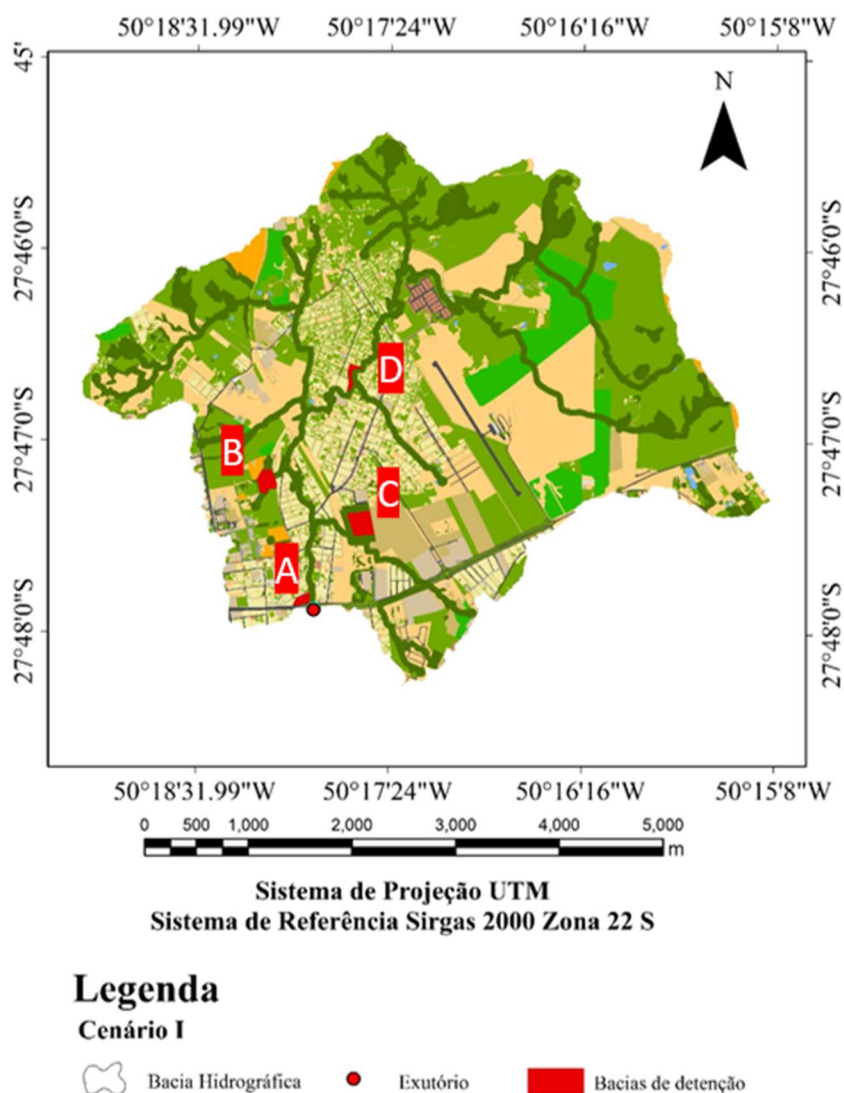 50°18'31.99"W 50°17'24"W 50°16'16"W 50°15'8"W
45'
N
27°46'0"S 27°46'0"S
D
27°47'0"S 27°47'0"S
B
C
A
27°48'0"S 27°48'0"S
50°18'31.99"W 50°17'24"W 50°16'16"W 50°15'8"W
0 500 1,000 2,000 3,000 4,000 5,000
m
Sistema de Projeção UTM
Sistema de Referência Sirgas 2000 Zona 22 S
Legenda
Cenário I
Bacia Hidrográfica Exutório Bacias de detenção